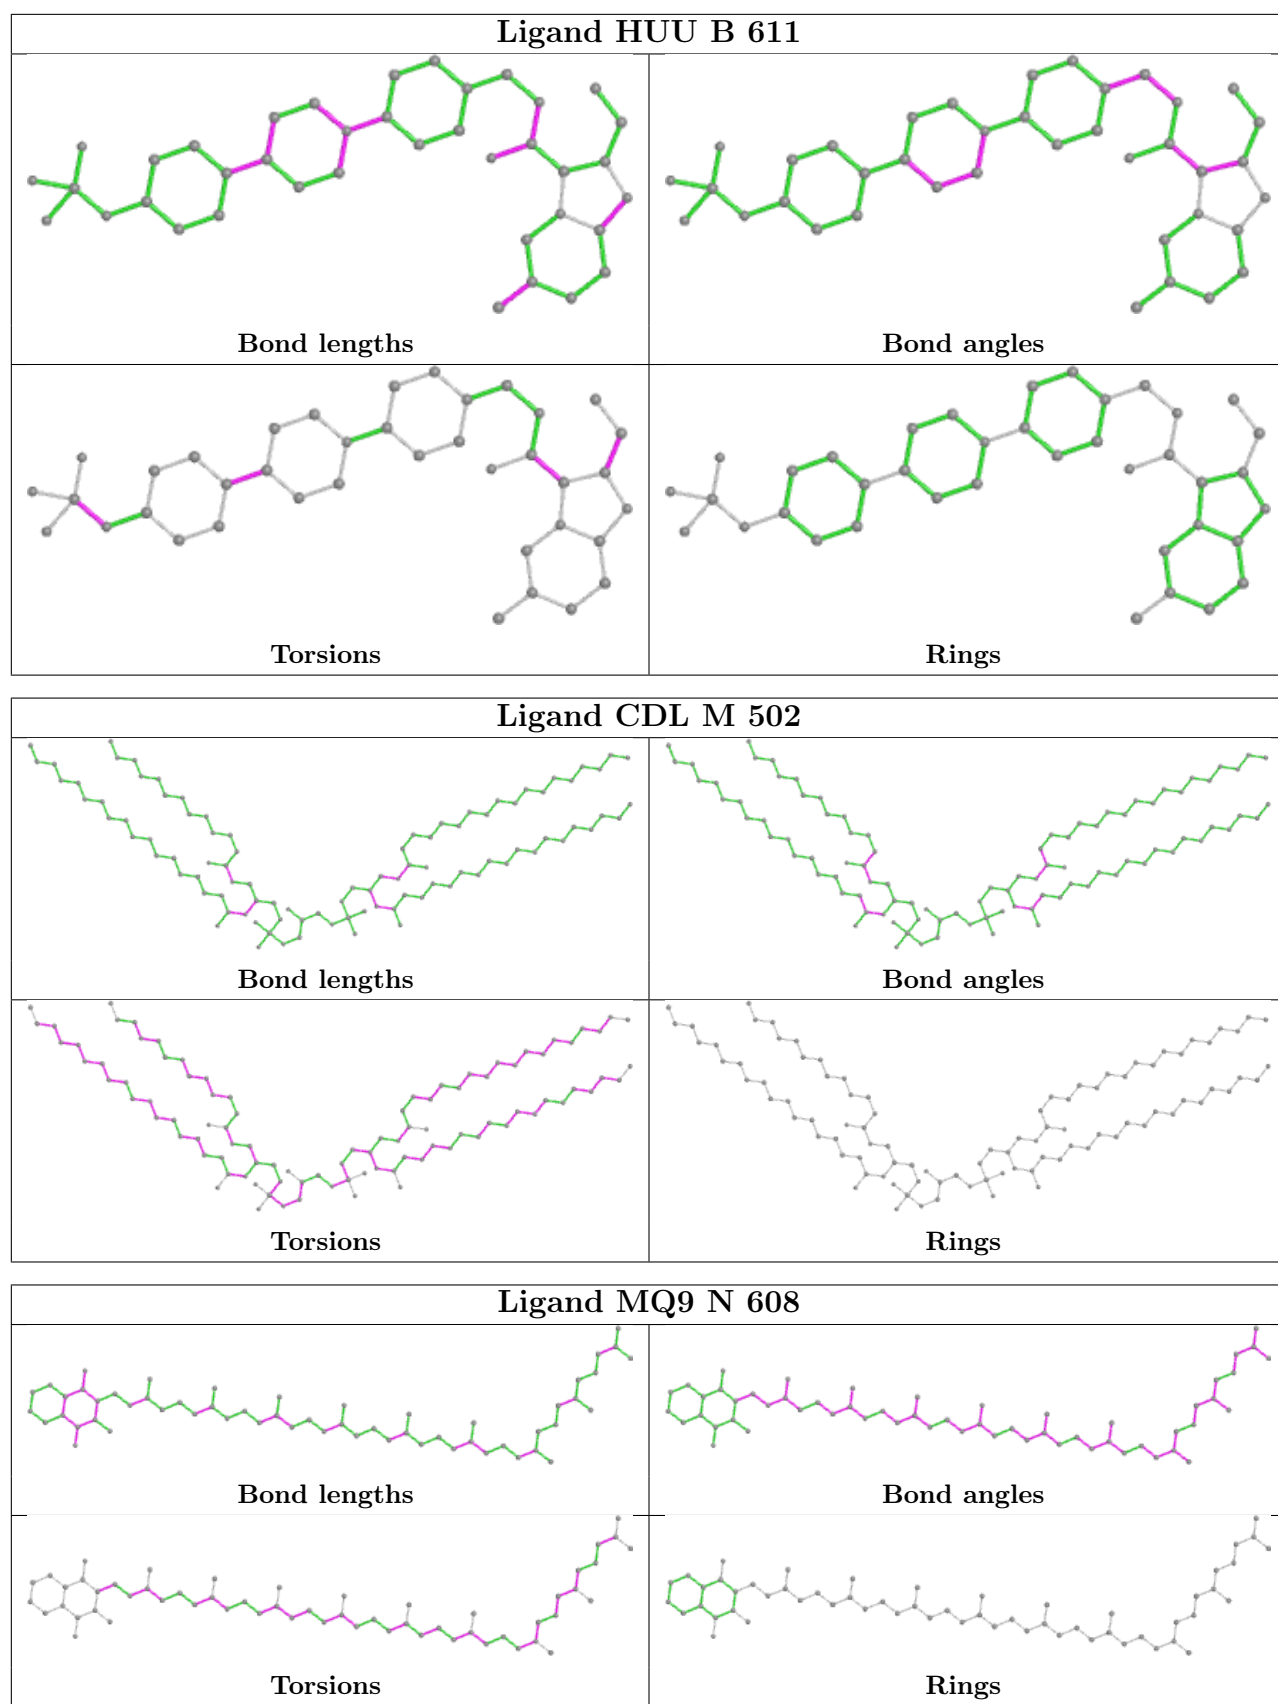 Ligand HUU B 611
Bond lengths
Bond angles
Torsions
Rings
Ligand CDL M 502
Bond lengths
Bond angles
Torsions
Rings
Ligand MQ9 N 608
Bond lengths
Bond angles
Torsions
Rings